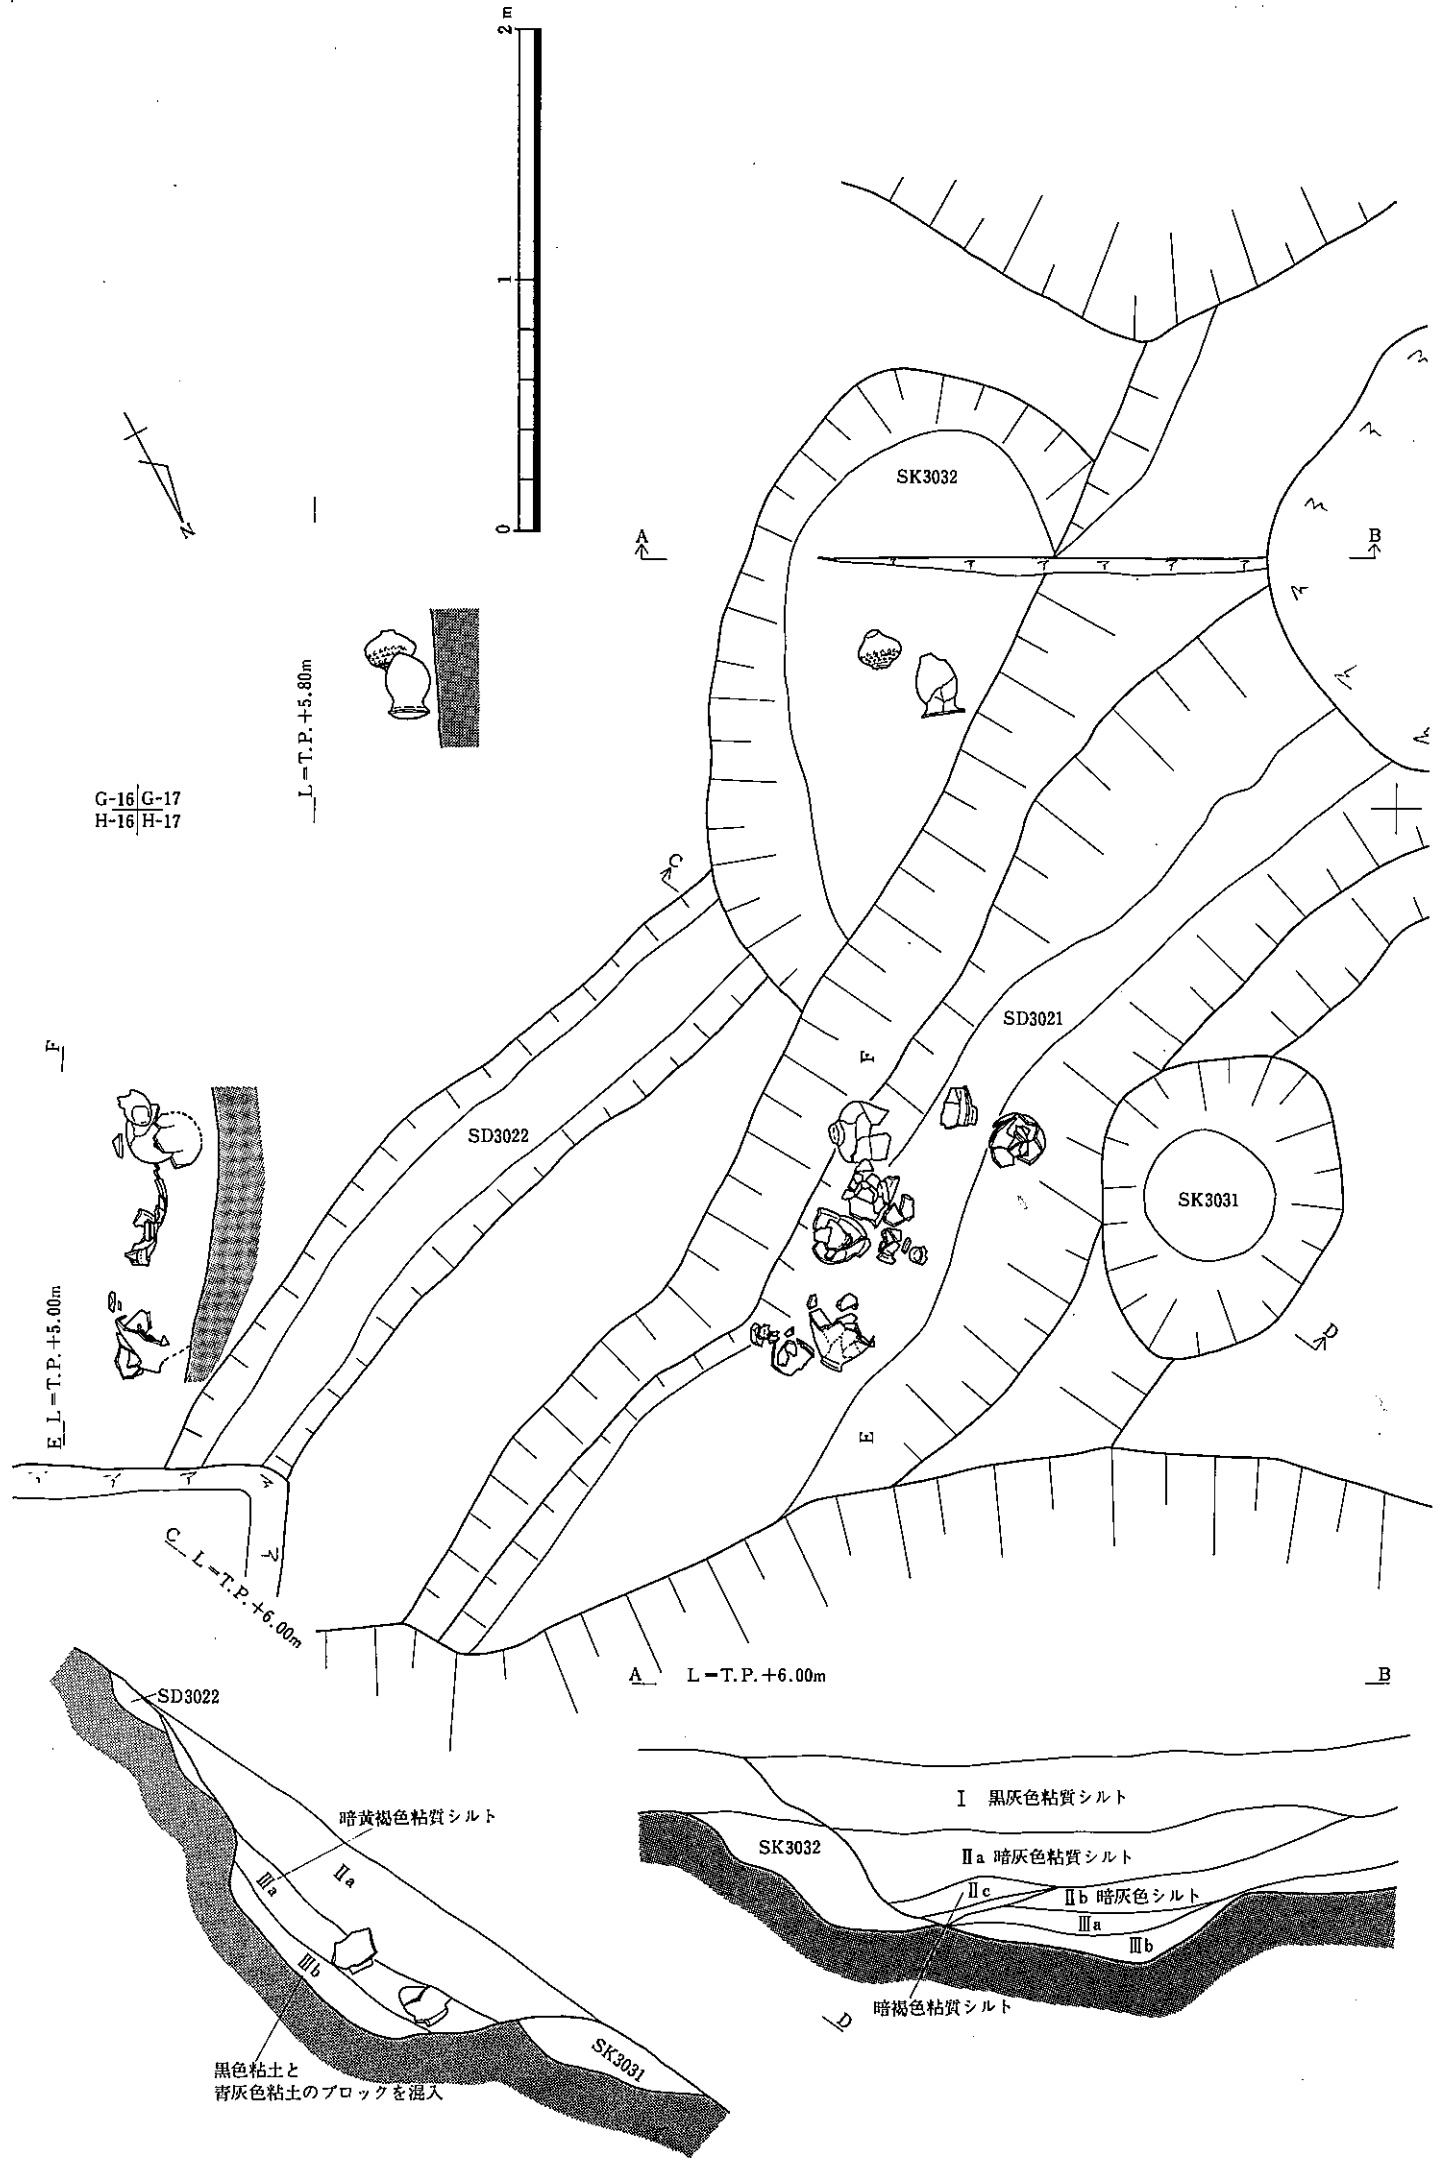 2 m
1
0
N
SK3032
A
B
L=T.P.+5.80m
G-16 G-17
H-16 H-17
C
F
SD3021
F
SD3022
SK3031
D
E L=T.P.+5.00m
E
C L=T.P.+6.00m
A L=T.P.+6.00m B
SD3022
暗黄褐色粘質シルト
Ⅱa
Ⅲa
Ⅲb
SK3031
黒色粘土と
青灰色粘土のブロックを混入
D
Ⅰ 黒灰色粘質シルト
SK3032
Ⅱa 暗灰色粘質シルト
Ⅱc
Ⅱb 暗灰色シルト
Ⅲa
Ⅲb
暗褐色粘質シルト